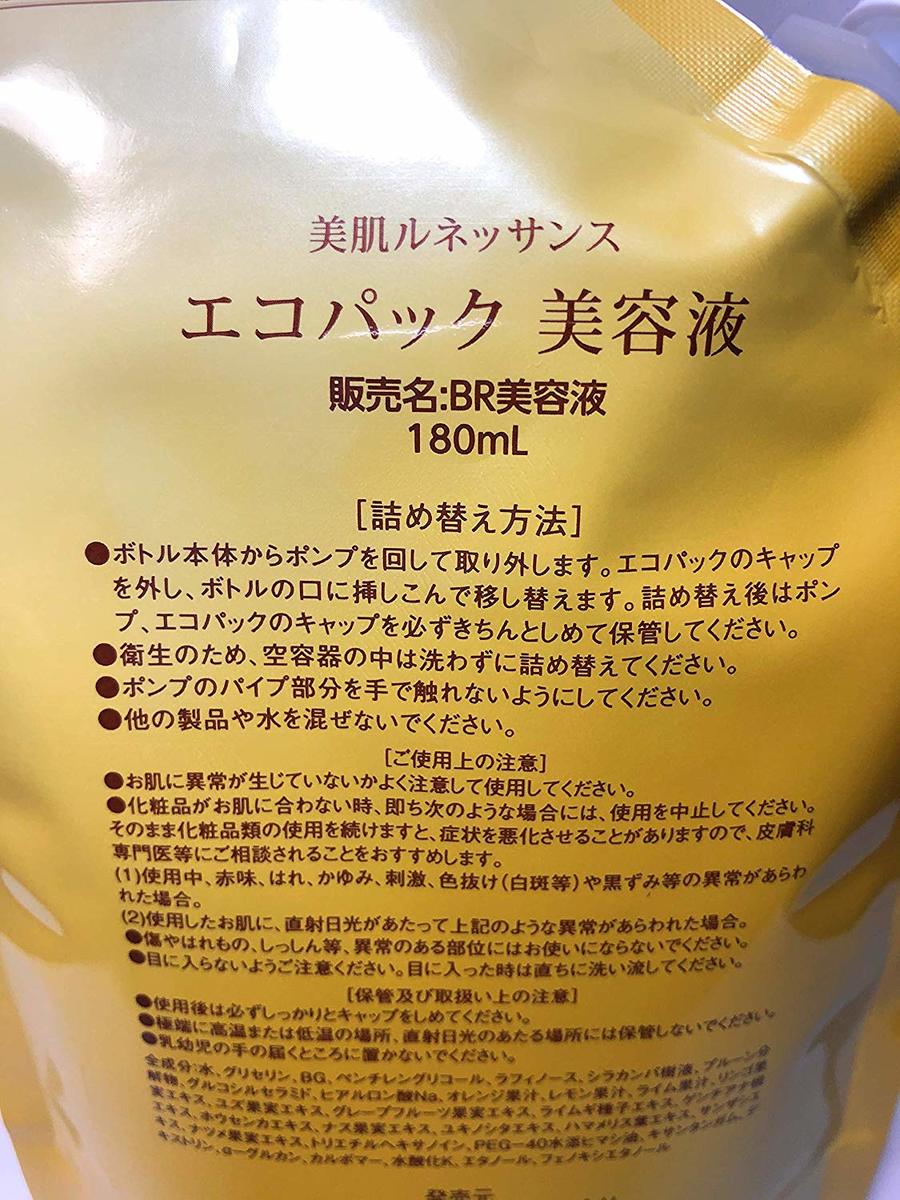 美肌ルネッサンス
エコパック 美容液
販売名:BR美容液
180mL
[詰め替え方法]
●ボトル本体からポンプを回して取り外します。エコパックのキャップ
を外し、ボトルの口に挿しこんで移し替えます。詰め替え後はポン
プ、エコパックのキャップを必ずきちんとしめて保管してください。
●衛生のため、空容器の中は洗わずに詰め替えてください。
●ポンプのパイプ部分を手で触れないようにしてください。
●他の製品や水を混ぜないでください。
[ご使用上の注意]
●お肌に異常が生じていないかよく注意して使用してください。
●化粧品がお肌に合わない時、即ち次のような場合には、使用を中止してください。
そのまま化粧品類の使用を続けますと、症状を悪化させることがありますので、皮膚科
専門医等にご相談されることをおすすめします。
(1)使用中、赤味、はれ、かゆみ、刺激、色抜け(白斑等)や黒ずみ等の異常があらわ
れた場合。
(2)使用したお肌に、直射日光があたって上記のような異常があらわれた場合。
●傷やはれもの、しっしん等、異常のある部位にはお使いにならないでください。
●目に入らないようご注意ください。目に入った時は直ちに洗い流してください。
[保管及び取扱い上の注意]
●使用後は必ずしっかりとキャップをしめてください。
●極端に高温または低温の場所、直射日光のあたる場所には保管しないでください。
●乳幼児の手の届くところに置かないでください。
全成分:水、グリセリン、BG、ペンチレングリコール、ラフィノース、シラカンバ樹液、プルーン分
解物、グルコシルセラミド、ヒアルロン酸Na、オレンジ果汁、レモン果汁、ライム果汁、リンゴ果
実エキス、ユズ果実エキス、グレープフルーツ果実エキス、ライムギ種子エキス、ゲンチアナ根
エキス、ホウセンカエキス、ナス果実エキス、ユキノシタエキス、ハマメリス葉エキス、サンザシエ
キス、ナツメ果実エキス、トリエチルヘキサノイン、PEG-40水添ヒマシ油、キサンタンガム、デ
キストリン、β-グルカン、カルボマー、水酸化K、エタノール、フェノキシエタノール
発売元